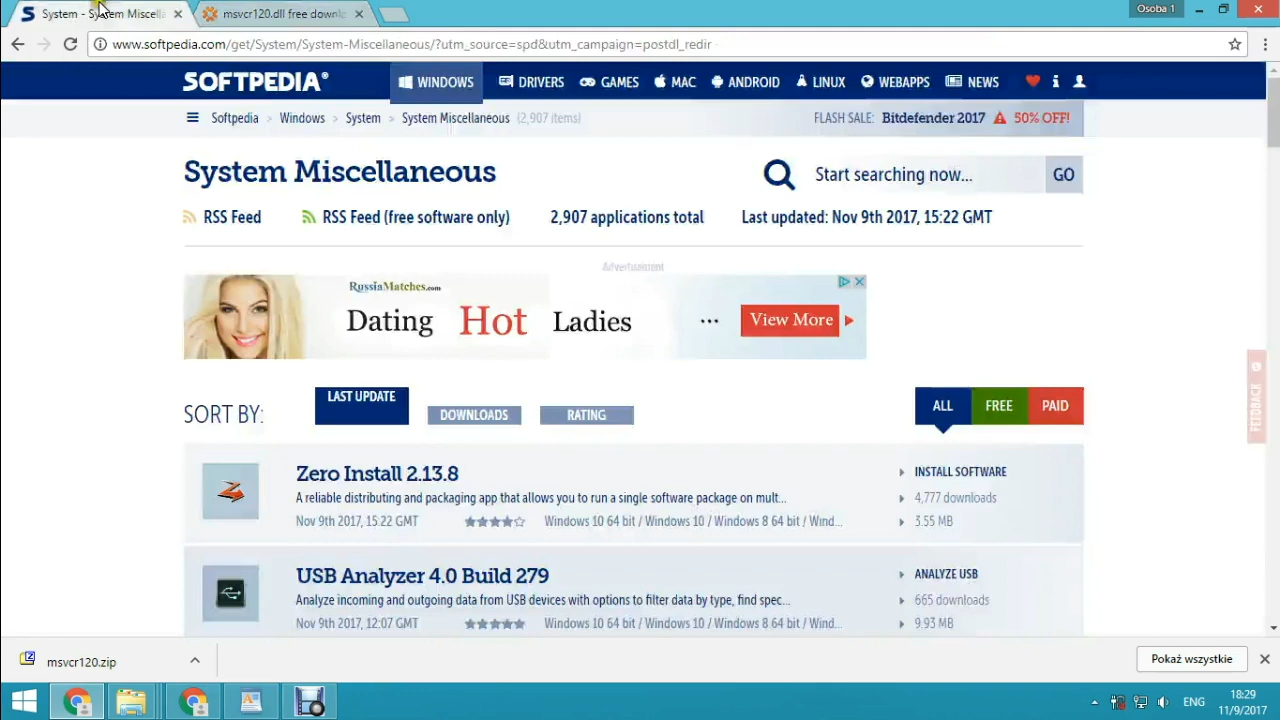 System - System Miscella
msvcr120.dll free downl
Osoba 1
www.softpedia.com/get/System/System-Miscellaneous/?utm_source=spd&utm_campaign=postdl_redir
SOFTPEDIA®
WINDOWS
DRIVERS
GAMES
MAC
ANDROID
LINUX
WEBAPPS
NEWS
Softpedia > Windows > System > System Miscellaneous (2,907 items)
FLASH SALE: Bitdefender 2017 50% OFF!
System Miscellaneous
Start searching now...
GO
RSS Feed
RSS Feed (free software only)
2,907 applications total
Last updated: Nov 9th 2017, 15:22 GMT
Advertisement
RussiaMatches.com
Dating Hot Ladies
...
View More
SORT BY:
LAST UPDATE
DOWNLOADS
RATING
ALL
FREE
PAID
FEEDBACK
Zero Install 2.13.8
INSTALL SOFTWARE
A reliable distributing and packaging app that allows you to run a single software package on mult...
4,777 downloads
Nov 9th 2017, 15:22 GMT
Windows 10 64 bit / Windows 10 / Windows 8 64 bit / Wind...
3.55 MB
USB Analyzer 4.0 Build 279
ANALYZE USB
Analyze incoming and outgoing data from USB devices with options to filter data by type, find spec...
665 downloads
Nov 9th 2017, 12:07 GMT
Windows 10 64 bit / Windows 10 / Windows 8 64 bit / Wind...
9.93 MB
msvcr120.zip
Pokaż wszystkie
ENG
18:29
11/9/2017